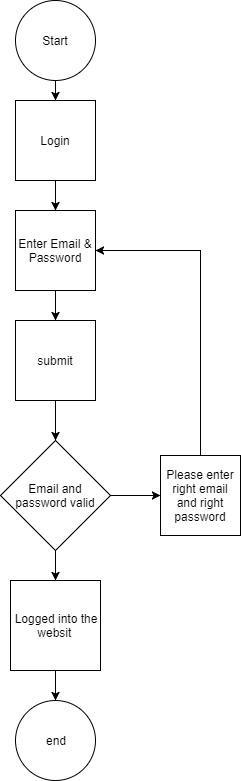 Start
Login
Enter Email &
Password
submit
Email and
password valid
Please enter
right email
and right
password
Logged into the
websit
end